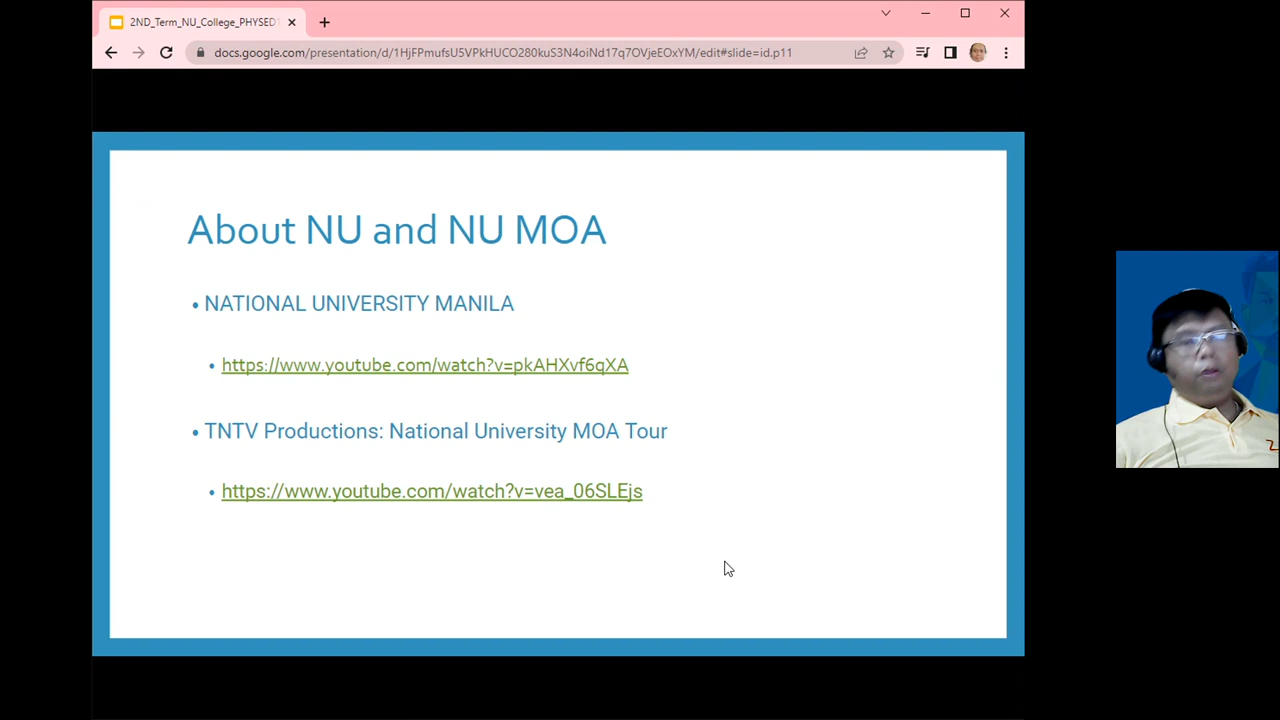 2ND_Term_NU_College_PHYSED
docs.google.com/presentation/d/1HjFPmufsU5VPkHUCO280kuS3N4oiNd17q7OVjeEOxYM/edit#slide=id.p11
About NU and NU MOA
• NATIONAL UNIVERSITY MANILA
• https://www.youtube.com/watch?v=pkAHXvf6qXA
• TNTV Productions: National University MOA Tour
• https://www.youtube.com/watch?v=vea_06SLEjs